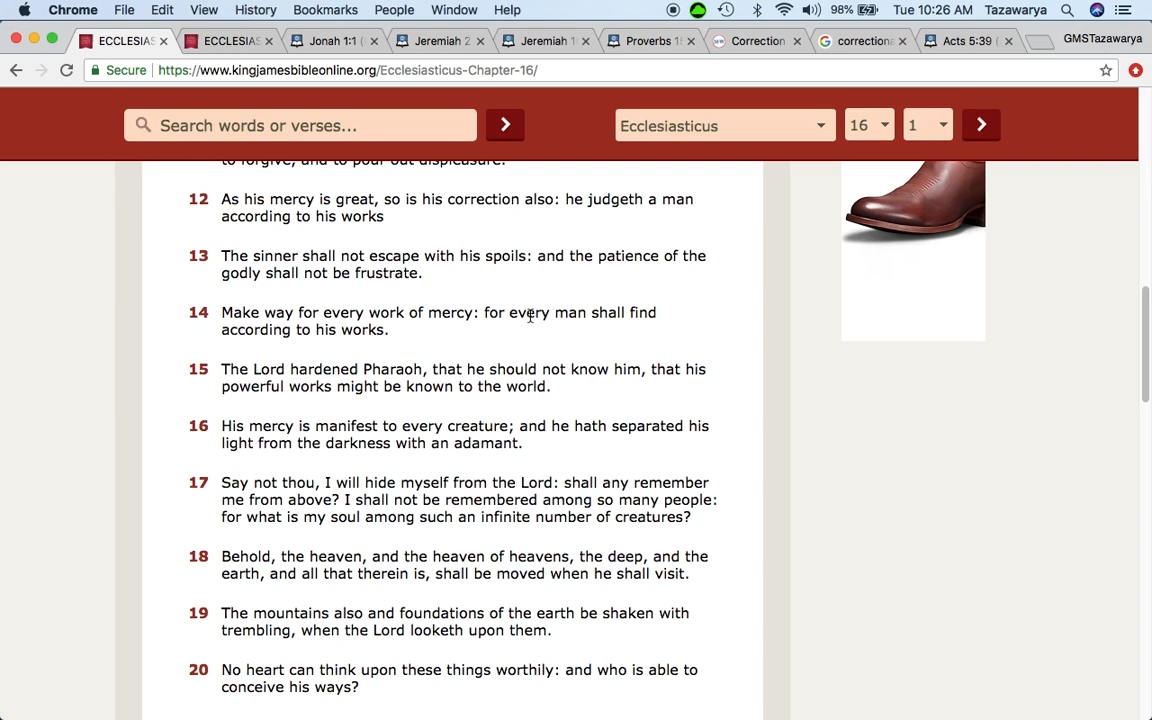 Chrome File Edit View History Bookmarks People Window Help 98% Tue 10:26 AM Tazawarya
ECCLESIAS ECCLESIAS Jonah 1:1 ( Jeremiah 2 Jeremiah 1 Proverbs 1 Correction correctiona Acts 5:39 ( GMSTazawarya
Secure https://www.kingjamesbibleonline.org/Ecclesiasticus-Chapter-16/
Search words or verses... Ecclesiasticus 16 1
to forgive, and to pour out displeasure.
12 As his mercy is great, so is his correction also: he judgeth a man
according to his works
13 The sinner shall not escape with his spoils: and the patience of the
godly shall not be frustrate.
14 Make way for every work of mercy: for every man shall find
according to his works.
15 The Lord hardened Pharaoh, that he should not know him, that his
powerful works might be known to the world.
16 His mercy is manifest to every creature; and he hath separated his
light from the darkness with an adamant.
17 Say not thou, I will hide myself from the Lord: shall any remember
me from above? I shall not be remembered among so many people:
for what is my soul among such an infinite number of creatures?
18 Behold, the heaven, and the heaven of heavens, the deep, and the
earth, and all that therein is, shall be moved when he shall visit.
19 The mountains also and foundations of the earth be shaken with
trembling, when the Lord looketh upon them.
20 No heart can think upon these things worthily: and who is able to
conceive his ways?